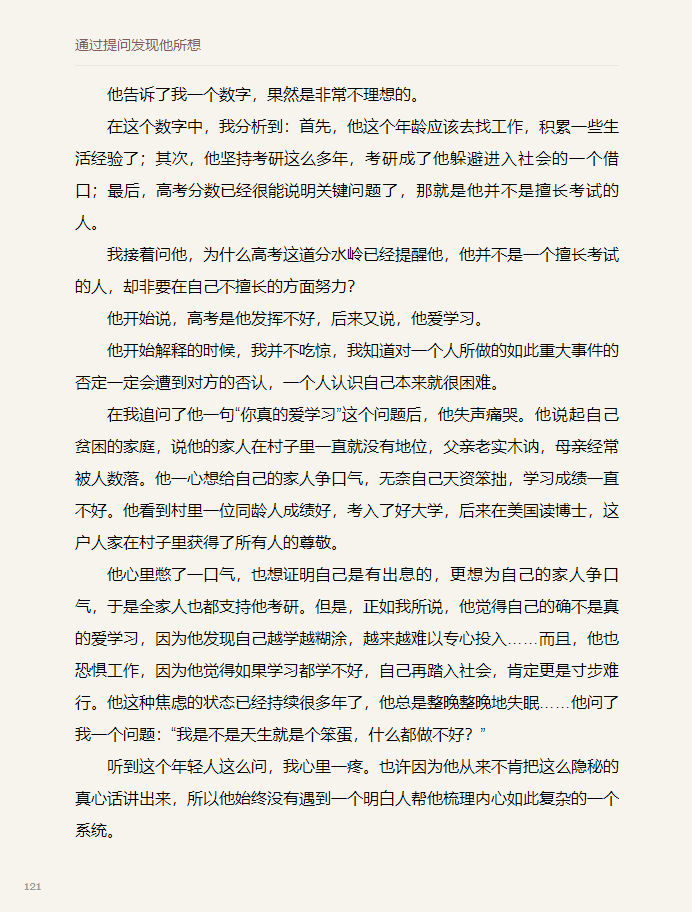 通过提问发现他所想
他告诉了我一个数字，果然是非常不理想的。
在这个数字中，我分析到：首先，他这个年龄应该去找工作，积累一些生
活经验了；其次，他坚持考研这么多年，考研成了他躲避进入社会的一个借
口；最后，高考分数已经很能说明关键问题了，那就是他并不是擅长考试的
人。
我接着问他，为什么高考这道分水岭已经提醒他，他并不是一个擅长考试
的人，却非要在自己不擅长的方面努力？
他开始说，高考是他发挥不好，后来又说，他爱学习。
他开始解释的时候，我并不吃惊，我知道对一个人所做的如此重大事件的
否定一定会遭到对方的否认，一个人认识自己本来就很困难。
在我追问了他一句“你真的爱学习”这个问题后，他失声痛哭。他说起自己
贫困的家庭，说他的家人在村子里一直就没有地位，父亲老实木讷，母亲经常
被人数落。他一心想给自己的家人争口气，无奈自己天资笨拙，学习成绩一直
不好。他看到村里一位同龄人成绩好，考入了好大学，后来在美国读博士，这
户人家在村子里获得了所有人的尊敬。
他心里憋了一口气，也想证明自己是有出息的，更想为自己的家人争口
气，于是全家人也都支持他考研。但是，正如我所说，他觉得自己的确不是真
的爱学习，因为他发现自己越学越糊涂，越来越难以专心投入……而且，他也
恐惧工作，因为他觉得如果学习都学不好，自己再踏入社会，肯定更是寸步难
行。他这种焦虑的状态已经持续很多年了，他总是整晚整晚地失眠……他问了
我一个问题：“我是不是天生就是个笨蛋，什么都做不好？”
听到这个年轻人这么问，我心里一疼。也许因为他从来不肯把这么隐秘的
真心话讲出来，所以他始终没有遇到一个明白人帮他梳理内心如此复杂的一个
系统。
121